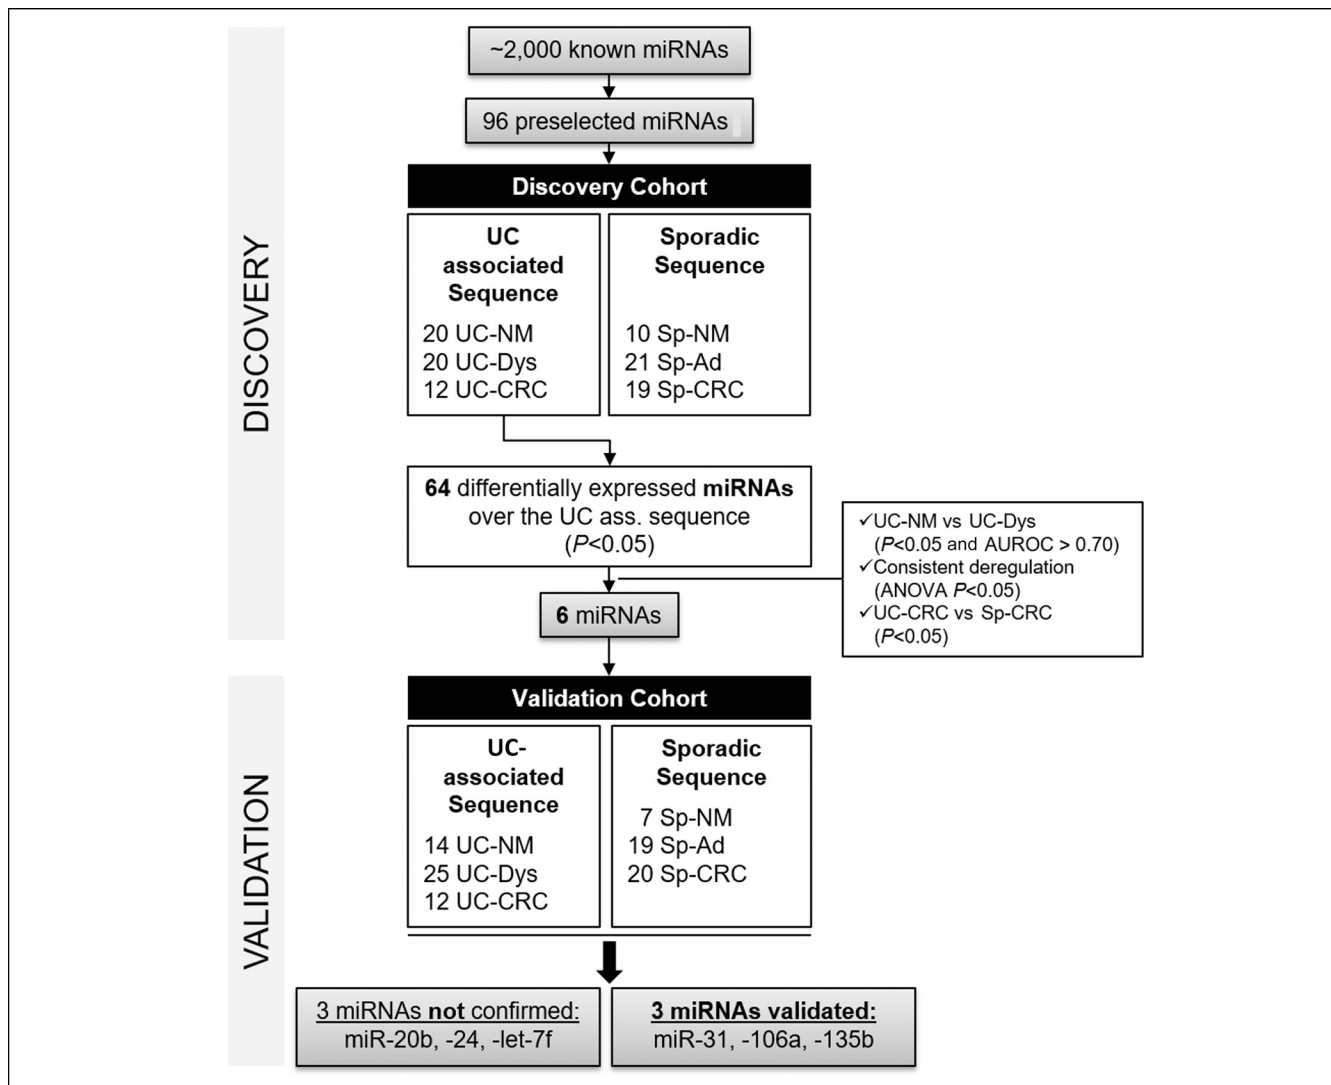 ~2,000 known miRNAs
96 preselected miRNAs
DISCOVERY
Discovery Cohort
UC
associated
Sequence
20 UC-NM
20 UC-Dys
12 UC-CRC
Sporadic
Sequence
10 Sp-NM
21 Sp-Ad
19 Sp-CRC
64 differentially expressed miRNAs
over the UC ass. sequence
(P<0.05)
✓UC-NM vs UC-Dys
(P<0.05 and AUROC > 0.70)
✓Consistent deregulation
(ANOVA P<0.05)
✓UC-CRC vs Sp-CRC
(P<0.05)
6 miRNAs
VALIDATION
Validation Cohort
UC-
associated
Sequence
14 UC-NM
25 UC-Dys
12 UC-CRC
Sporadic
Sequence
7 Sp-NM
19 Sp-Ad
20 Sp-CRC
3 miRNAs not confirmed:
miR-20b, -24, -let-7f
3 miRNAs validated:
miR-31, -106a, -135b